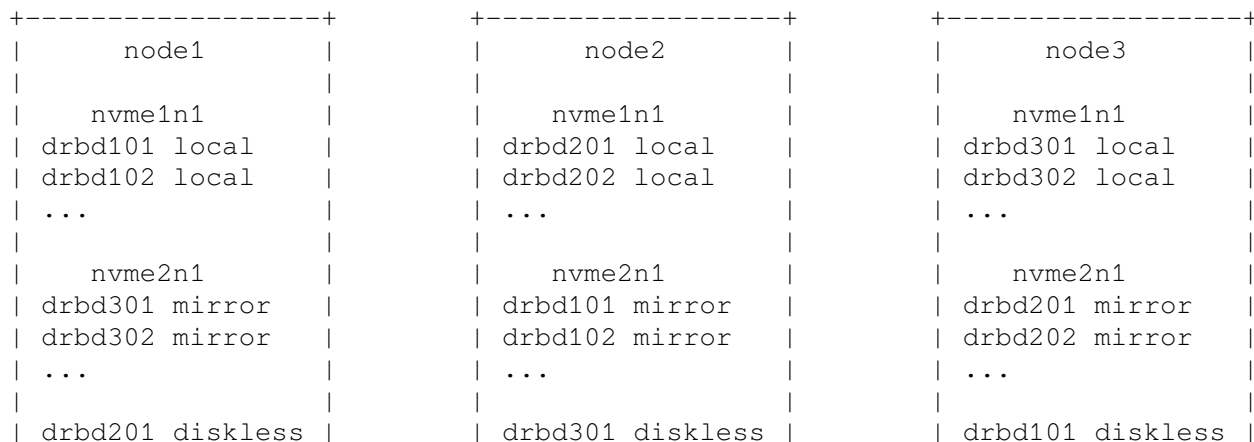 +------------------+        +------------------+        +------------------+
|      node1       |        |      node2       |        |      node3       |
|                  |        |                  |        |                  |
|    nvme1n1       |        |    nvme1n1       |        |    nvme1n1       |
| drbd101 local    |        | drbd201 local    |        | drbd301 local    |
| drbd102 local    |        | drbd202 local    |        | drbd302 local    |
| ...              |        | ...              |        | ...              |
|                  |        |                  |        |                  |
|    nvme2n1       |        |    nvme2n1       |        |    nvme2n1       |
| drbd301 mirror   |        | drbd101 mirror   |        | drbd201 mirror   |
| drbd302 mirror   |        | drbd102 mirror   |        | drbd202 mirror   |
| ...              |        | ...              |        | ...              |
|                  |        |                  |        |                  |
| drbd201 diskless |        | drbd301 diskless |        | drbd101 diskless |